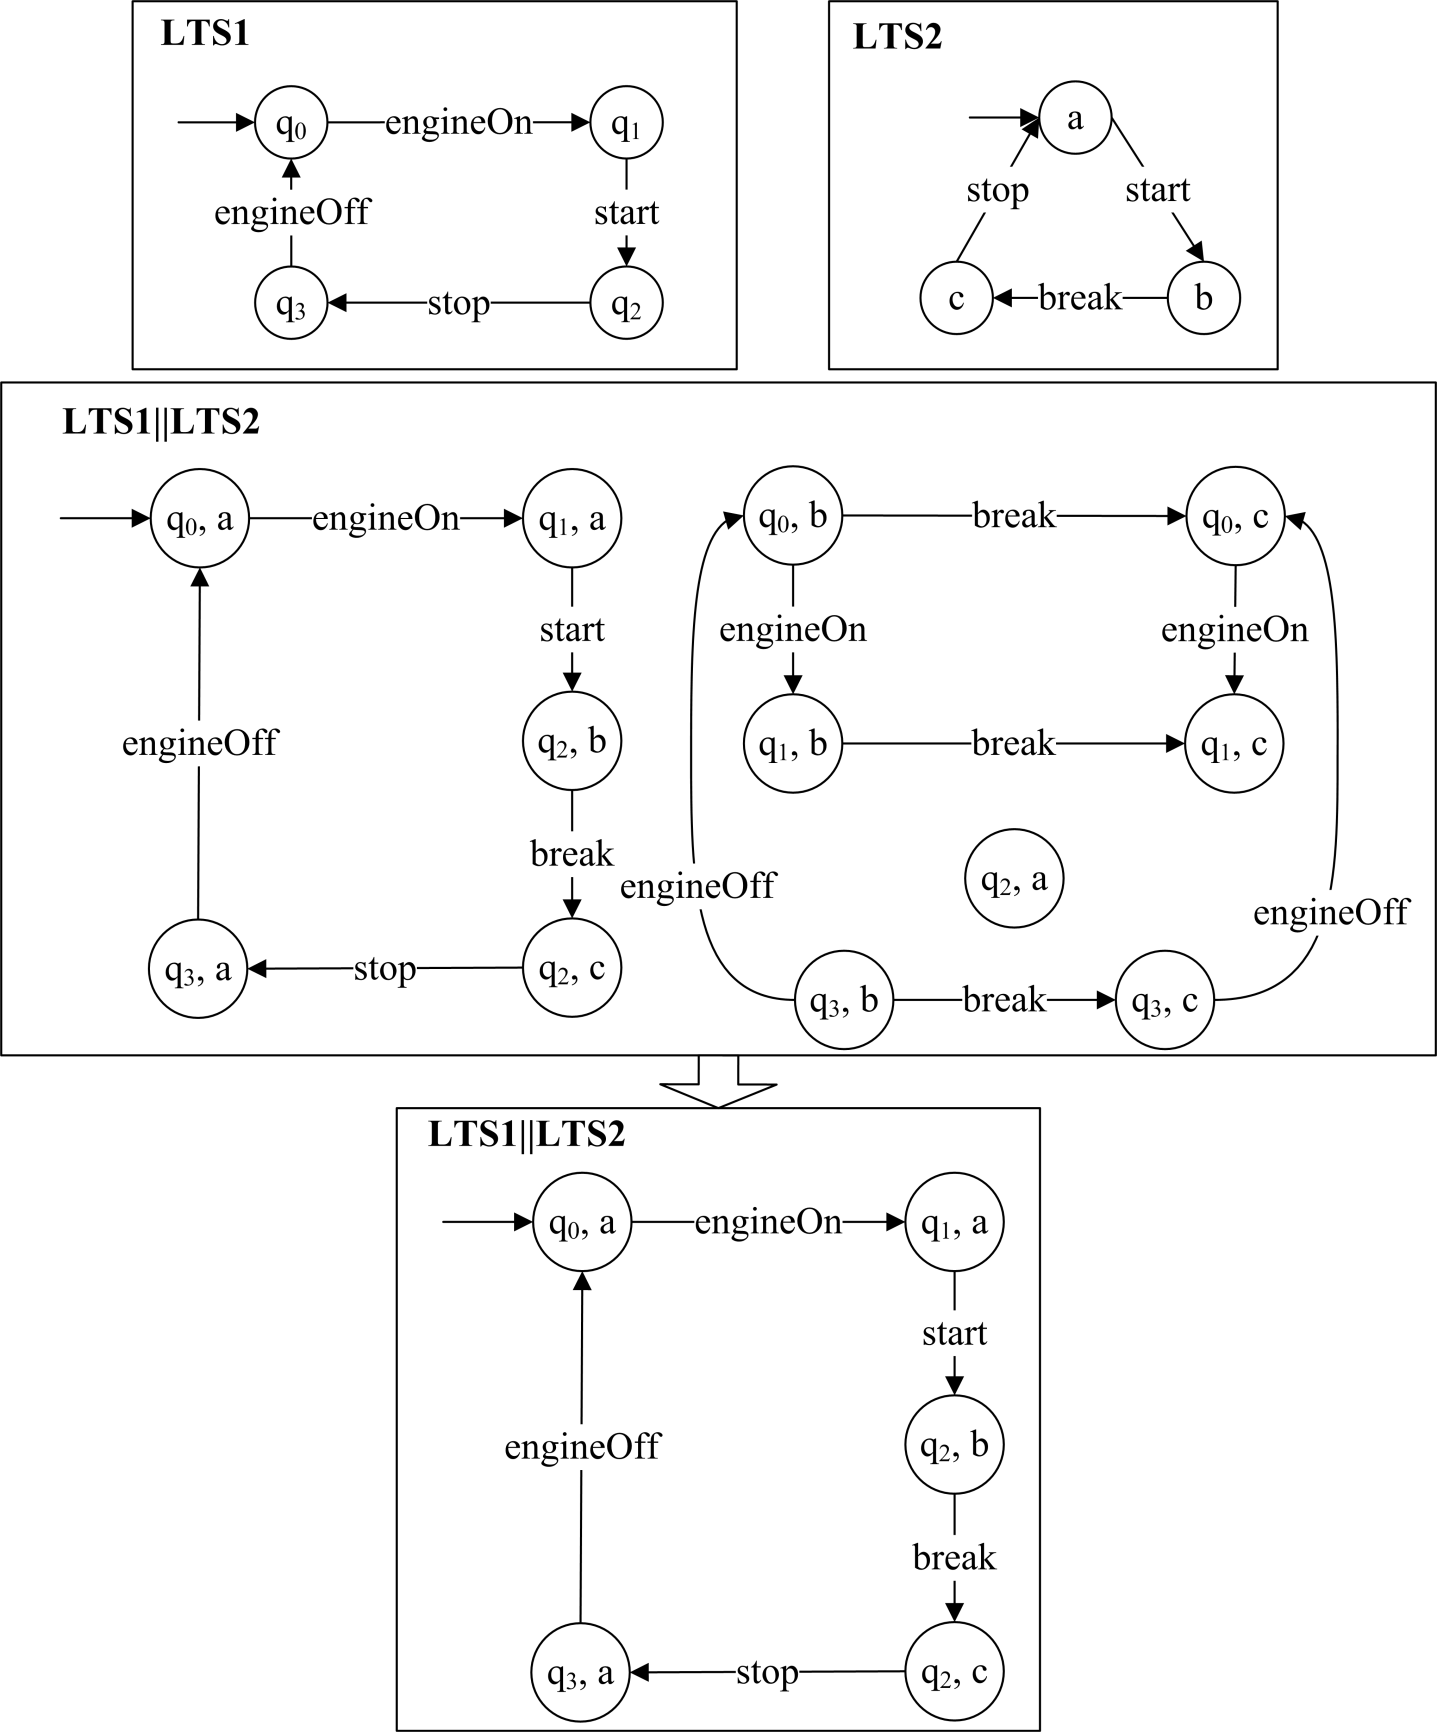 LTS1
q0 engineOn q1
engineOff start
q3 stop q2
LTS2
a
stop start
c break b
LTS1||LTS2
q0, a engineOn q1, a q0, b break q0, c
start engineOn engineOn
engineOff q2, b q1, b break q1, c
break q2, a
engineOff engineOff
q3, a stop q2, c q3, b break q3, c
LTS1||LTS2
q0, a engineOn q1, a
start
engineOff q2, b
break
q3, a stop q2, c